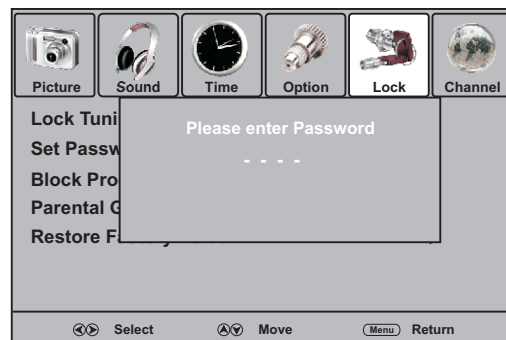 Picture Sound Time Option Lock Channel
Lock Tuni
Please enter Password
Set Passw
- - - -
Block Pro
Parental G
Restore F
Select Move Menu Return